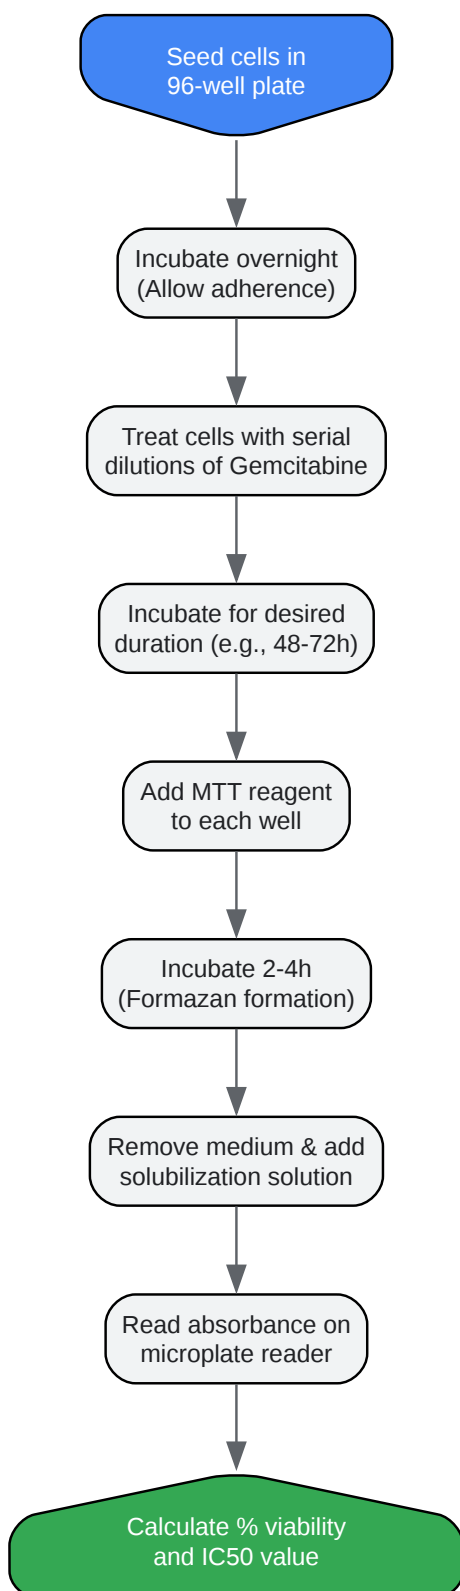 Seed cells in
96-well plate
Incubate overnight
(Allow adherence)
Treat cells with serial
dilutions of Gemcitabine
Incubate for desired
duration (e.g., 48-72h)
Add MTT reagent
to each well
Incubate 2-4h
(Formazan formation)
Remove medium & add
solubilization solution
Read absorbance on
microplate reader
Calculate % viability
and IC50 value